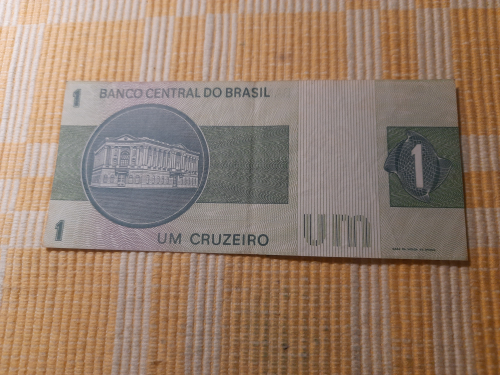 1 BANCO CENTRAL DO BRASIL
1
um
1 UM CRUZEIRO